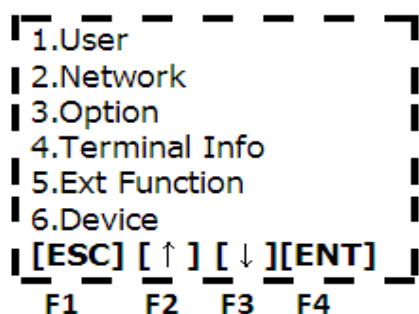 1.User
2.Network
3.Option
4.Terminal Info
5.Ext Function
6.Device
[ESC] [ ↑ ] [ ↓ ][ENT]
F1 F2 F3 F4